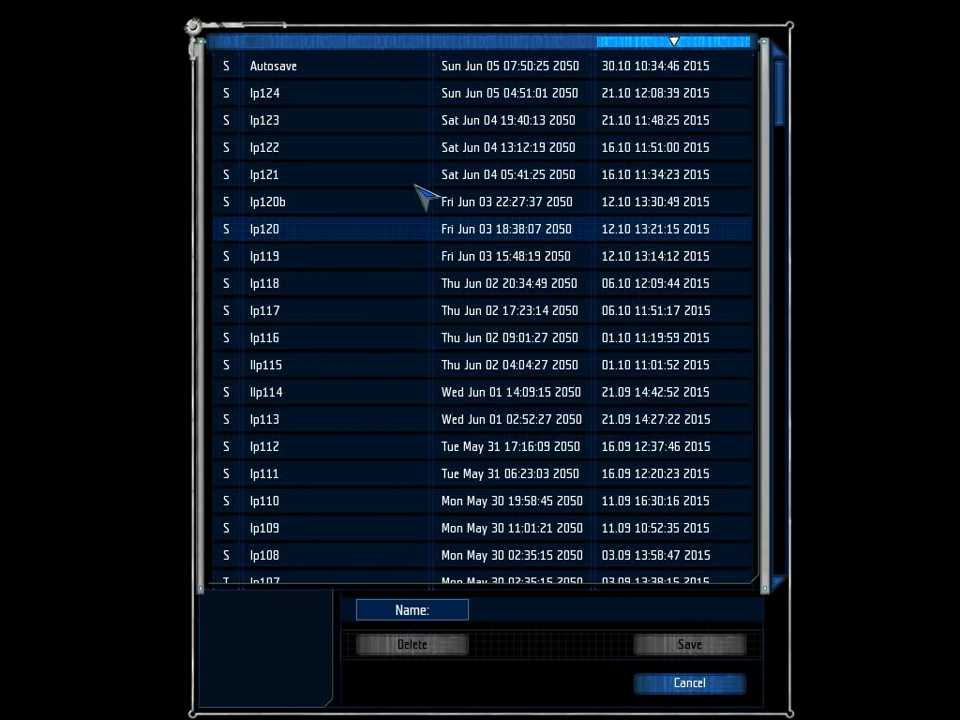 S Autosave Sun Jun 05 07:50:25 2050 30.10 10:34:46 2015
S lp124 Sun Jun 05 04:51:01 2050 21.10 12:08:39 2015
S lp123 Sat Jun 04 19:40:13 2050 21.10 11:48:25 2015
S lp122 Sat Jun 04 13:12:19 2050 16.10 11:51:00 2015
S lp121 Sat Jun 04 05:41:25 2050 16.10 11:34:23 2015
S lp120b Fri Jun 03 22:27:37 2050 12.10 13:30:49 2015
S lp120 Fri Jun 03 18:38:07 2050 12.10 13:21:15 2015
S lp119 Fri Jun 03 15:48:19 2050 12.10 13:14:12 2015
S lp118 Thu Jun 02 20:34:49 2050 06.10 12:09:44 2015
S lp117 Thu Jun 02 17:23:14 2050 06.10 11:51:17 2015
S lp116 Thu Jun 02 09:01:27 2050 01.10 11:19:59 2015
S llp115 Thu Jun 02 04:04:27 2050 01.10 11:01:52 2015
S llp114 Wed Jun 01 14:09:15 2050 21.09 14:42:52 2015
S lp113 Wed Jun 01 02:52:27 2050 21.09 14:27:22 2015
S lp112 Tue May 31 17:16:09 2050 16.09 12:37:46 2015
S lp111 Tue May 31 06:23:03 2050 16.09 12:20:23 2015
S lp110 Mon May 30 19:58:45 2050 11.09 16:30:16 2015
S lp109 Mon May 30 11:01:21 2050 11.09 10:52:35 2015
S lp108 Mon May 30 02:35:15 2050 03.09 13:58:47 2015
T lp107 Mon May 30 02:35:15 2050 03.09 13:38:15 2015
Name:
Delete Save
Cancel